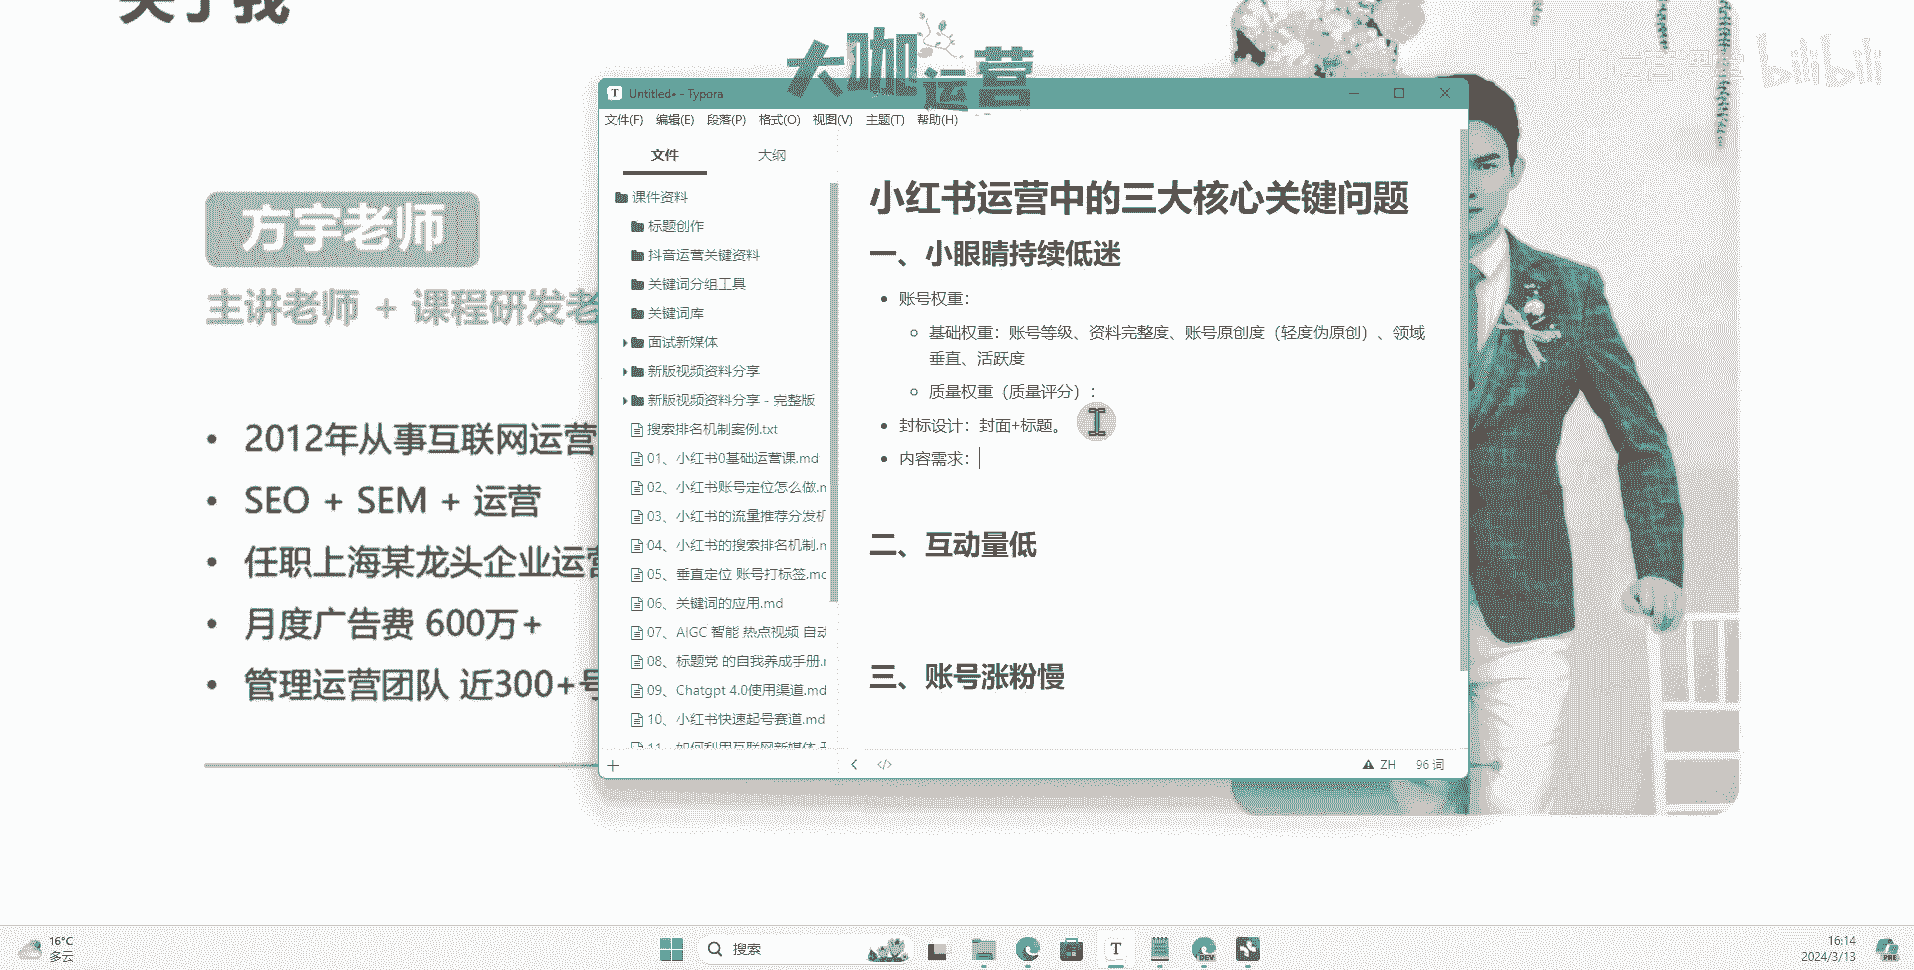 关于我
大咖运营
bilibili
方宇老师
主讲老师 + 课程研发老
• 2012年从事互联网运营
• SEO + SEM + 运营
• 任职上海某龙头企业运营
• 月度广告费 600万+
• 管理运营团队 近300+号
Untitled• - Typora
文件(F) 编辑(E) 段落(P) 格式(O) 视图(V) 主题(T) 帮助(H)
文件 大纲
课件资料
标题创作
抖音运营关键资料
关键词分组工具
关键词库
面试新媒体
新版视频资料分享
新版视频资料分享 - 完整版
搜索排名机制案例.txt
01、小红书0基础运营课.md
02、小红书账号定位怎么做.m
03、小红书的流量推荐分发机
04、小红书的搜索排名机制.m
05、垂直定位 账号打标签.md
06、关键词的应用.md
07、AIGC 智能 热点视频 自动
08、标题党 的自我养成手册.m
09、Chatgpt 4.0使用渠道.md
10、小红书快速起号赛道.md
11、如何利用互联网新媒体
小红书运营中的三大核心关键问题
一、小眼睛持续低迷
• 账号权重：
基础权重：账号等级、资料完整度、账号原创度（轻度伪原创）、领域
垂直、活跃度
质量权重（质量评分）：
• 封标设计：封面+标题。
• 内容需求：
二、互动量低
三、账号涨粉慢
ZH 96 词
16°C
多云
搜索
16:14
2024/3/13